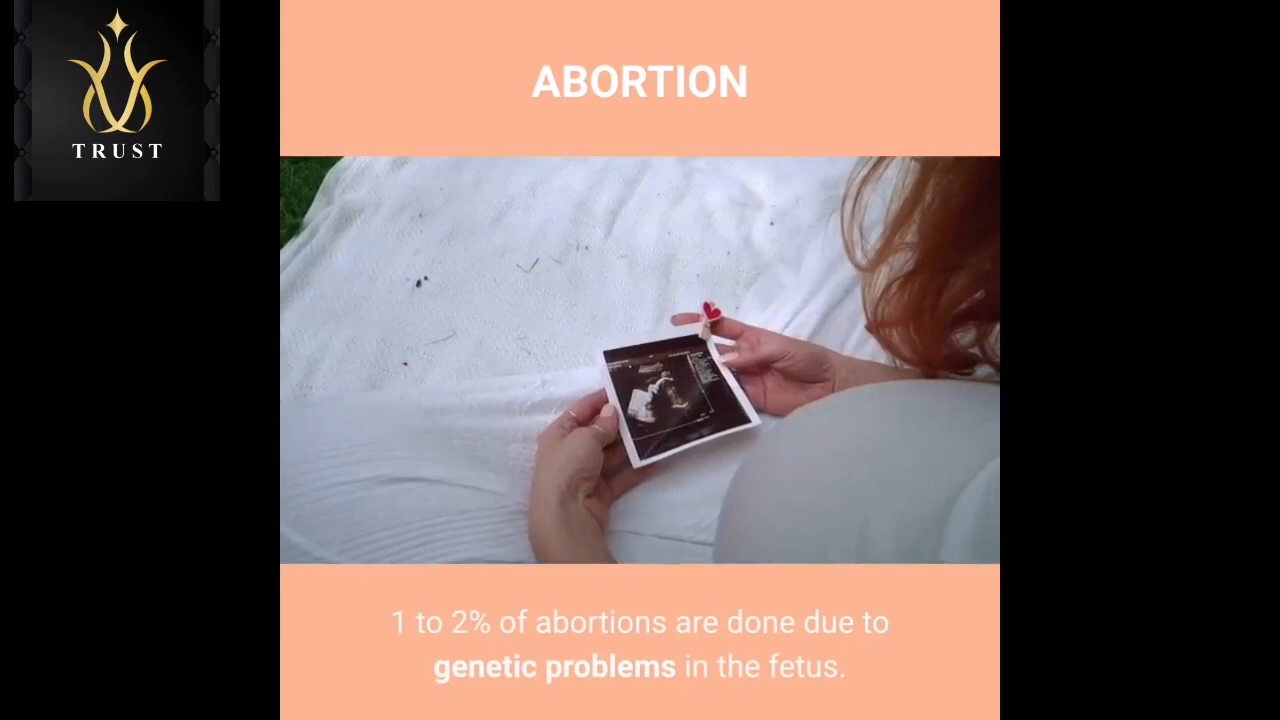 TRUST
ABORTION
1 to 2% of abortions are done due to
genetic problems in the fetus.